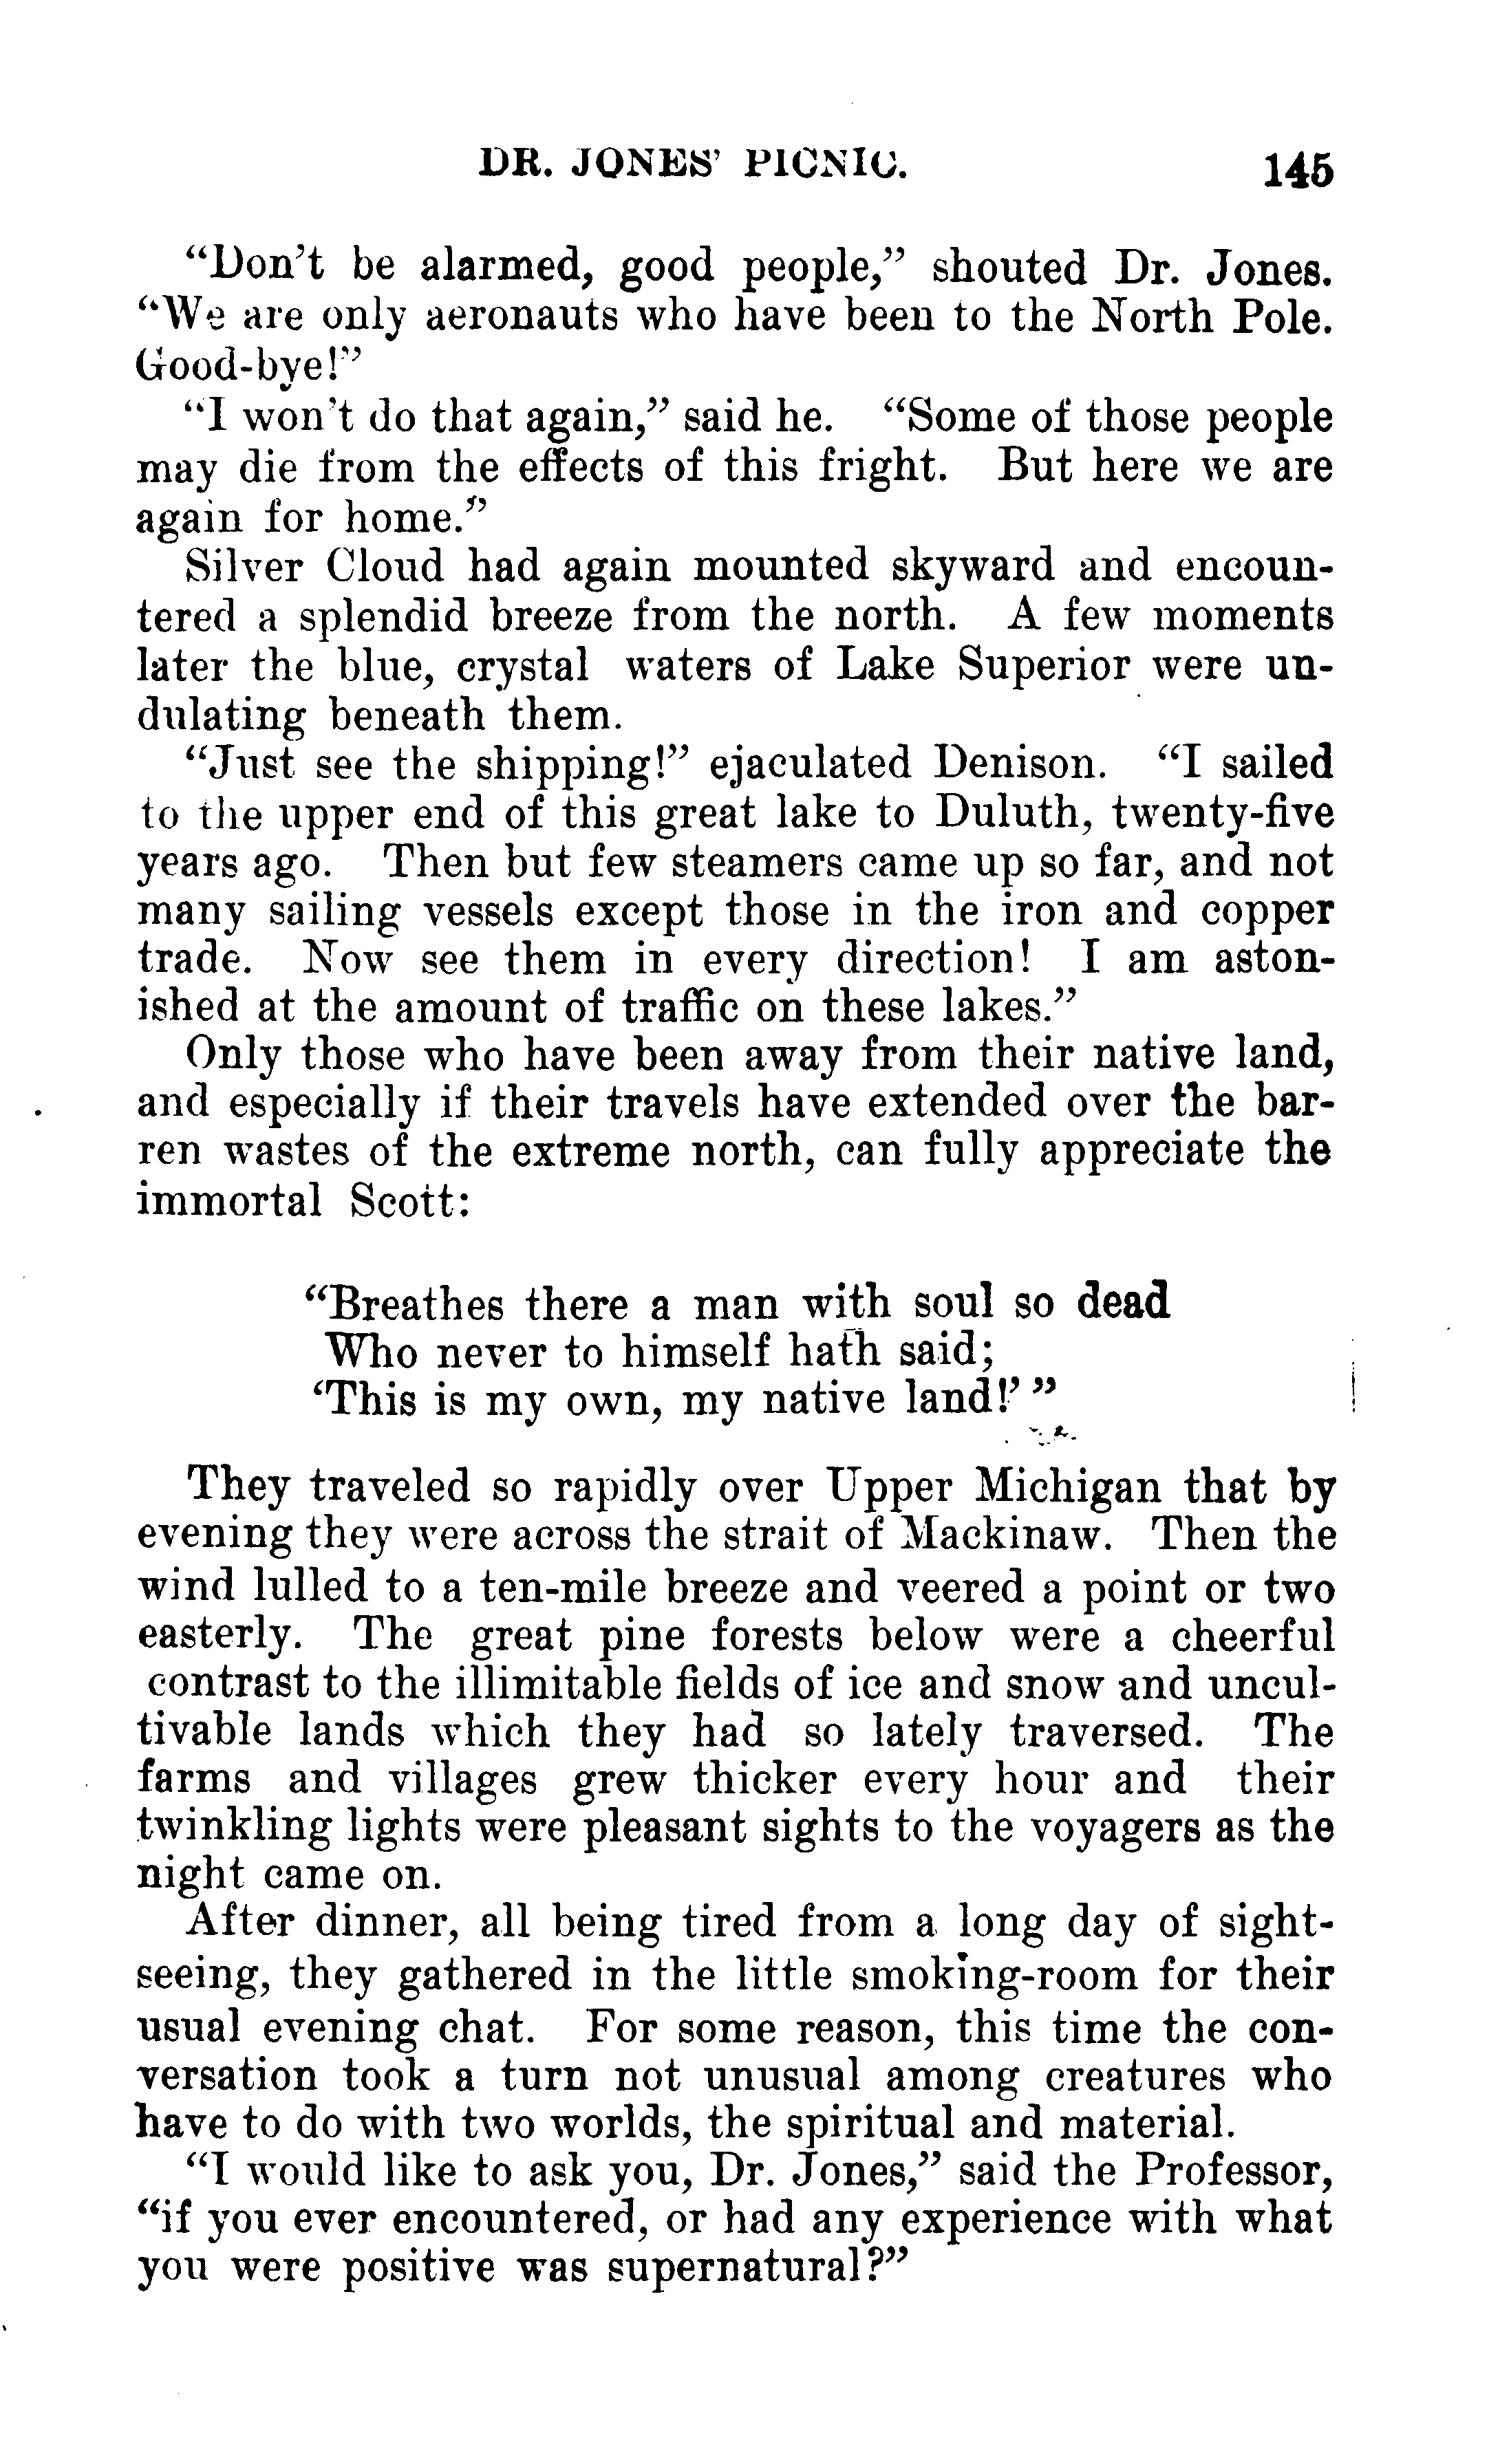 DR. JONES' PICNIC. 145
"Don't be alarmed, good people," shouted Dr. Jones.
"We are only aeronauts who have been to the North Pole.
Good-bye!"
"I won't do that again," said he. "Some of those people
may die from the effects of this fright. But here we are
again for home."
Silver Cloud had again mounted skyward and encoun-
tered a splendid breeze from the north. A few moments
later the blue, crystal waters of Lake Superior were un-
dulating beneath them.
"Just see the shipping!" ejaculated Denison. "I sailed
to the upper end of this great lake to Duluth, twenty-five
years ago. Then but few steamers came up so far, and not
many sailing vessels except those in the iron and copper
trade. Now see them in every direction! I am aston-
ished at the amount of traffic on these lakes."
Only those who have been away from their native land,
and especially if their travels have extended over the bar-
ren wastes of the extreme north, can fully appreciate the
immortal Scott:
"Breathes there a man with soul so dead
Who never to himself hath said;
'This is my own, my native land!' "
They traveled so rapidly over Upper Michigan that by
evening they were across the strait of Mackinaw. Then the
wind lulled to a ten-mile breeze and veered a point or two
easterly. The great pine forests below were a cheerful
contrast to the illimitable fields of ice and snow and uncul-
tivable lands which they had so lately traversed. The
farms and villages grew thicker every hour and their
twinkling lights were pleasant sights to the voyagers as the
night came on.
After dinner, all being tired from a long day of sight-
seeing, they gathered in the little smoking-room for their
usual evening chat. For some reason, this time the con-
versation took a turn not unusual among creatures who
have to do with two worlds, the spiritual and material.
"I would like to ask you, Dr. Jones," said the Professor,
"if you ever encountered, or had any experience with what
you were positive was supernatural?"